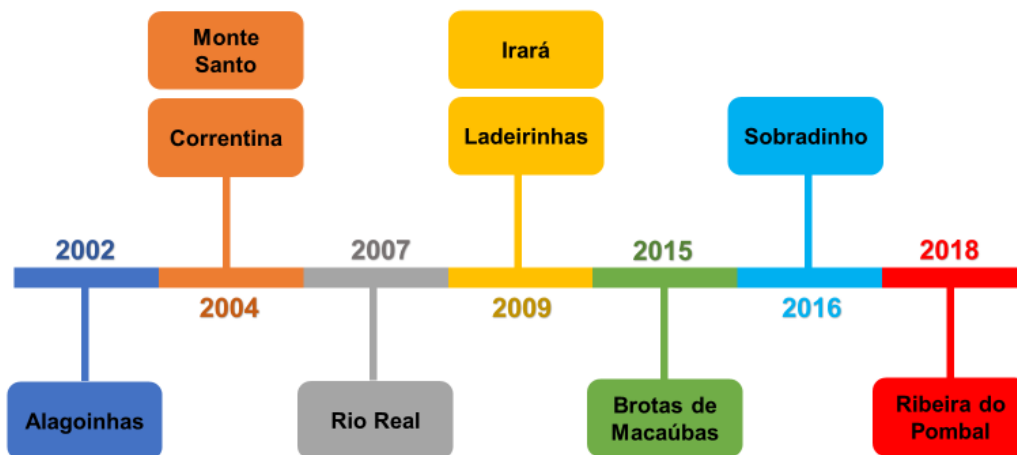 Monte
Santo
Irará
Correntina
Ladeirinhas
Sobradinho
2002
2007
2015
2018
2004
2009
2016
Alagoinhas
Rio Real
Brotas de
Macaúbas
Ribeira do
Pombal